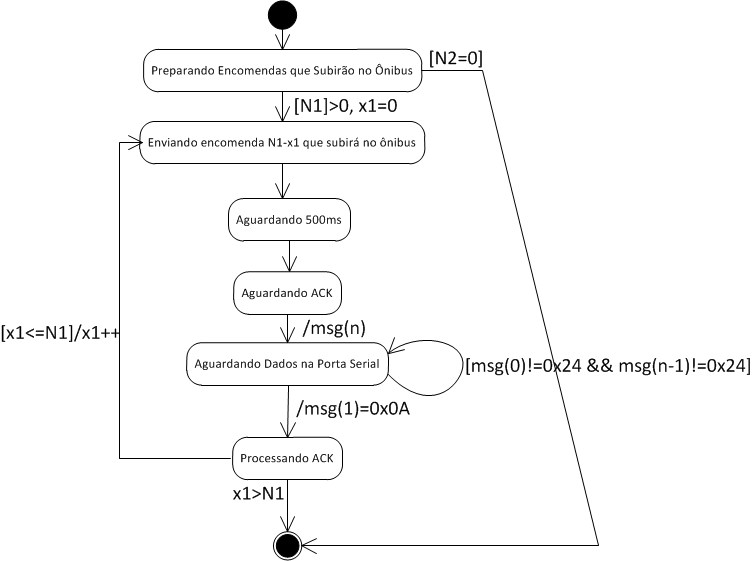 Preparando Encomendas que Subirão no Ônibus
[N2=0]
[N1]>0, x1=0
Enviando encomenda N1-x1 que subirá no ônibus
Aguardando 500ms
Aguardando ACK
/msg(n)
[x1<=N1]/x1++
Aguardando Dados na Porta Serial
[msg(0)!=0x24 && msg(n-1)!=0x24]
/msg(1)=0x0A
Processando ACK
x1>N1